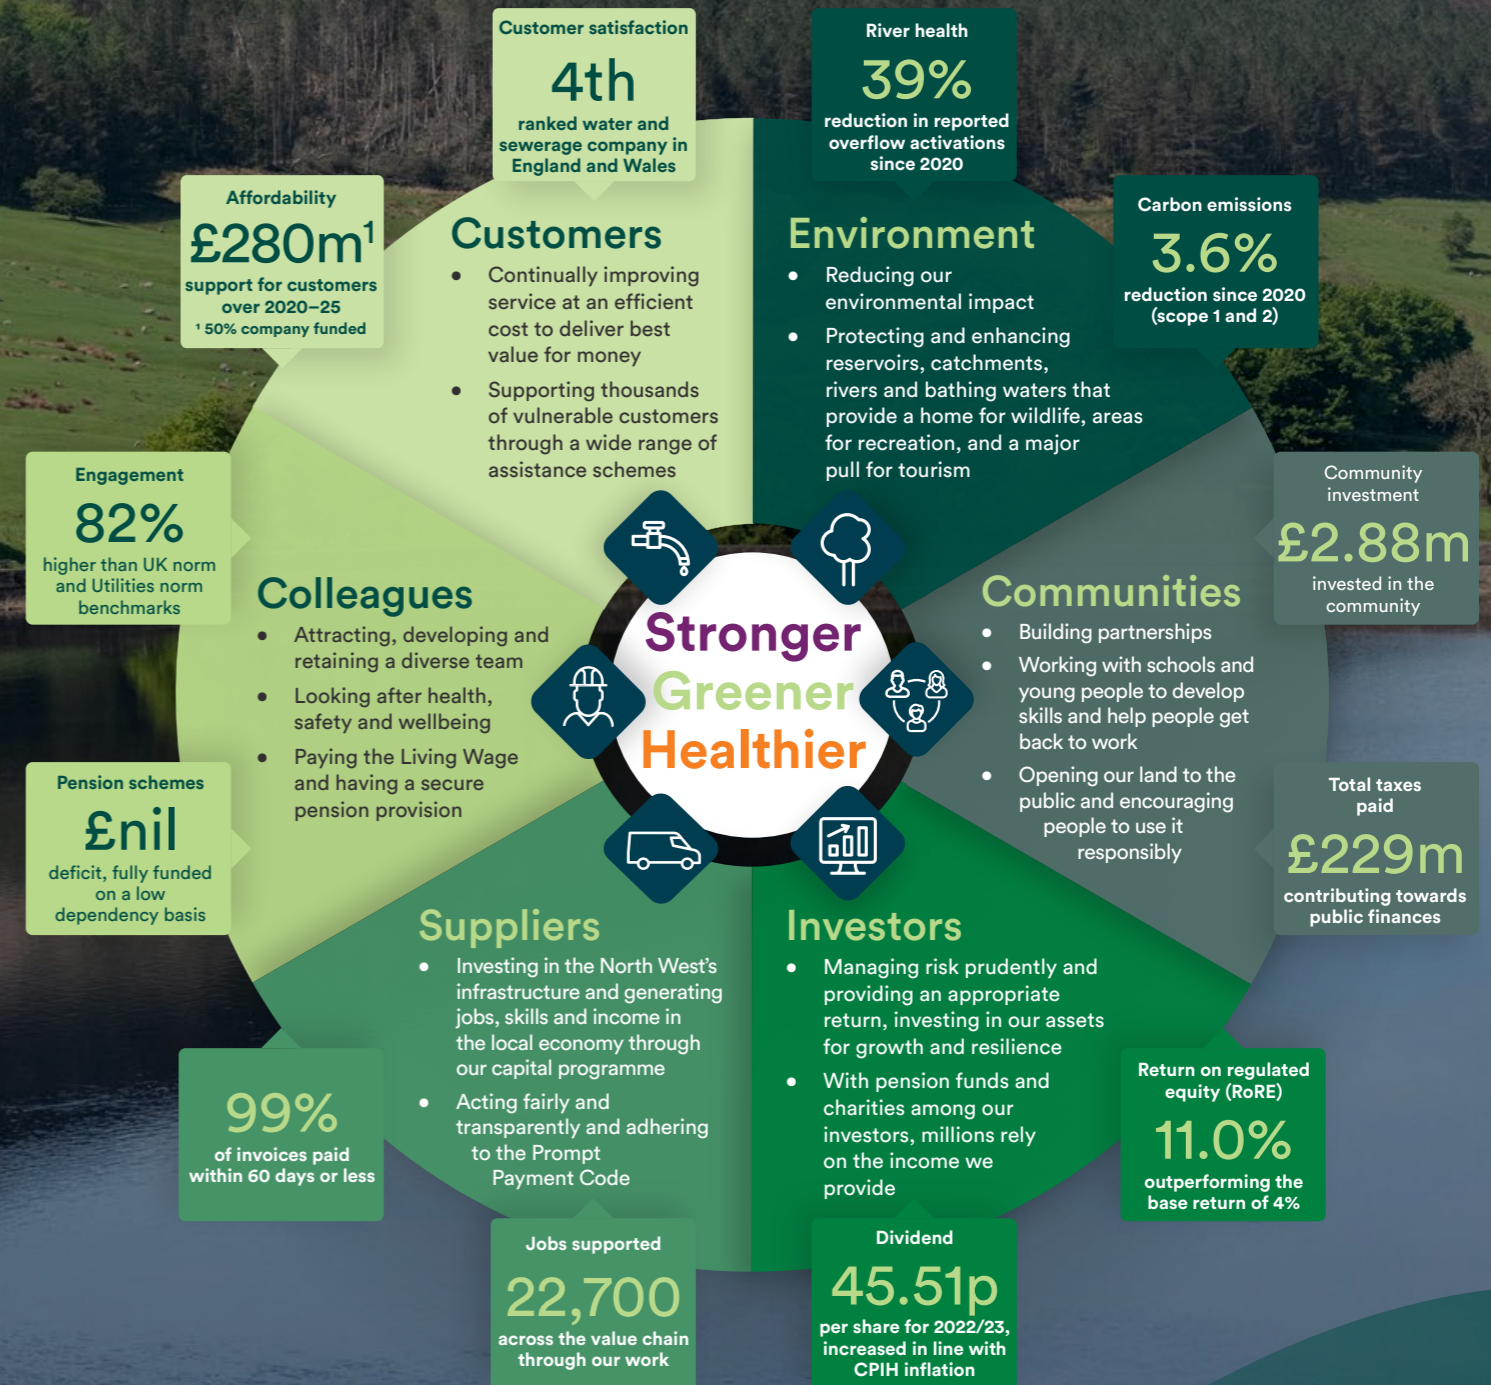 Customer satisfaction
4th
ranked water and
sewerage company in
England and Wales
River health
39%
reduction in reported
overflow activations
since 2020
Affordability
£280m¹
support for customers
over 2020–25
¹ 50% company funded
Carbon emissions
3.6%
reduction since 2020
(scope 1 and 2)
Customers
• Continually improving
service at an efficient
cost to deliver best
value for money
• Supporting thousands
of vulnerable customers
through a wide range of
assistance schemes
Environment
• Reducing our
environmental impact
• Protecting and enhancing
reservoirs, catchments,
rivers and bathing waters that
provide a home for wildlife, areas
for recreation, and a major
pull for tourism
Engagement
82%
higher than UK norm
and Utilities norm
benchmarks
Community
investment
£2.88m
invested in the
community
Colleagues
• Attracting, developing and
retaining a diverse team
• Looking after health,
safety and wellbeing
• Paying the Living Wage
and having a secure
pension provision
Stronger
Greener
Healthier
Communities
• Building partnerships
• Working with schools and
young people to develop
skills and help people get
back to work
• Opening our land to the
public and encouraging
people to use it
responsibly
Pension schemes
£nil
deficit, fully funded
on a low
dependency basis
Total taxes
paid
£229m
contributing towards
public finances
Suppliers
• Investing in the North West’s
infrastructure and generating
jobs, skills and income in
the local economy through
our capital programme
• Acting fairly and
transparently and adhering
to the Prompt
Payment Code
Investors
• Managing risk prudently and
providing an appropriate
return, investing in our assets
for growth and resilience
• With pension funds and
charities among our
investors, millions rely
on the income we
provide
99%
of invoices paid
within 60 days or less
Return on regulated
equity (RoRE)
11.0%
outperforming the
base return of 4%
Jobs supported
22,700
across the value chain
through our work
Dividend
45.51p
per share for 2022/23,
increased in line with
CPIH inflation